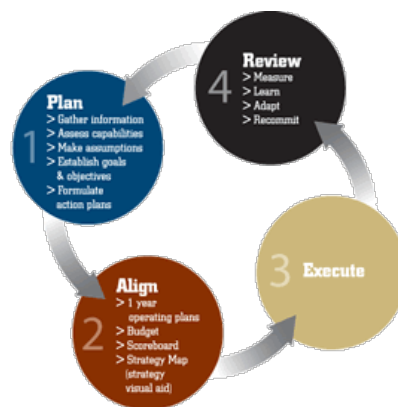 1
Plan
> Gather information
> Assess capabilities
> Make assumptions
> Establish goals
& objectives
> Formulate
action plans
2
Align
> 1 year
operating plans
> Budget
> Scoreboard
> Strategy Map
(strategy
visual aid)
3
Execute
4
Review
> Measure
> Learn
> Adapt
> Recommit